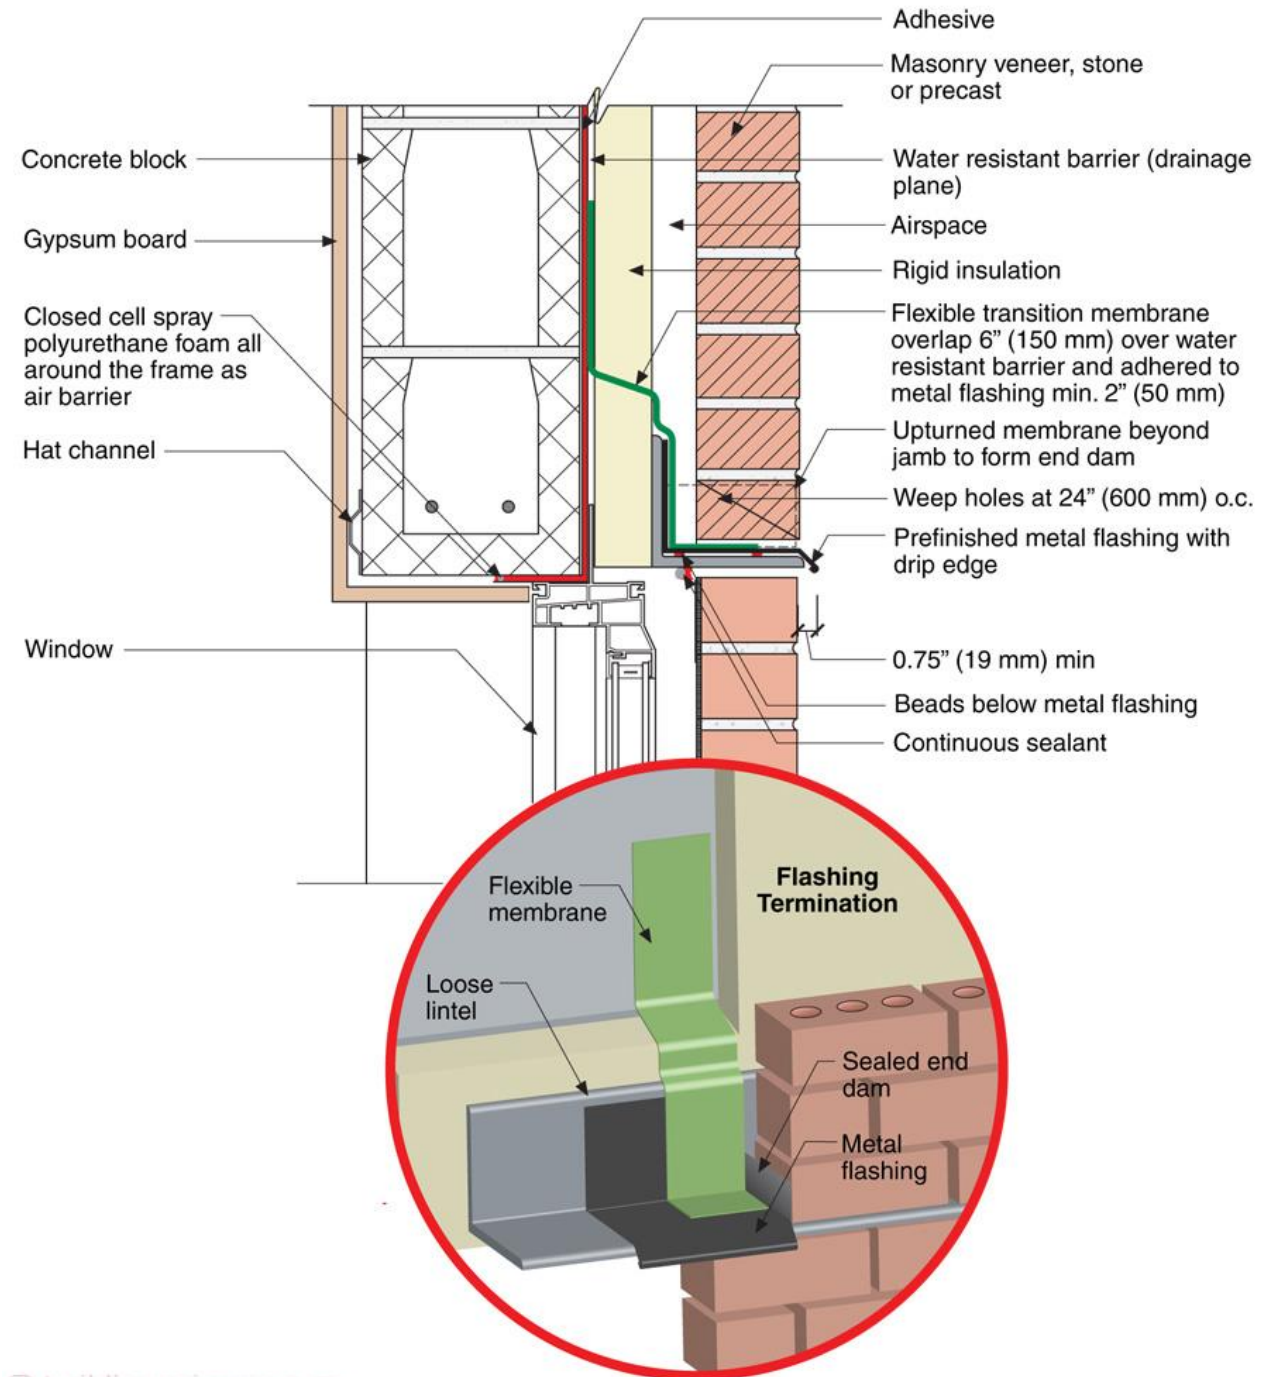 Adhesive
Masonry veneer, stone
or precast
Concrete block
Water resistant barrier (drainage
plane)
Gypsum board
Airspace
Rigid insulation
Closed cell spray
polyurethane foam all
around the frame as
air barrier
Flexible transition membrane
overlap 6” (150 mm) over water
resistant barrier and adhered to
metal flashing min. 2” (50 mm)
Hat channel
Upturned membrane beyond
jamb to form end dam
Weep holes at 24” (600 mm) o.c.
Prefinished metal flashing with
drip edge
Window
0.75” (19 mm) min
Beads below metal flashing
Continuous sealant
Flashing
Termination
Flexible
membrane
Loose
lintel
Sealed end
dam
Metal
flashing